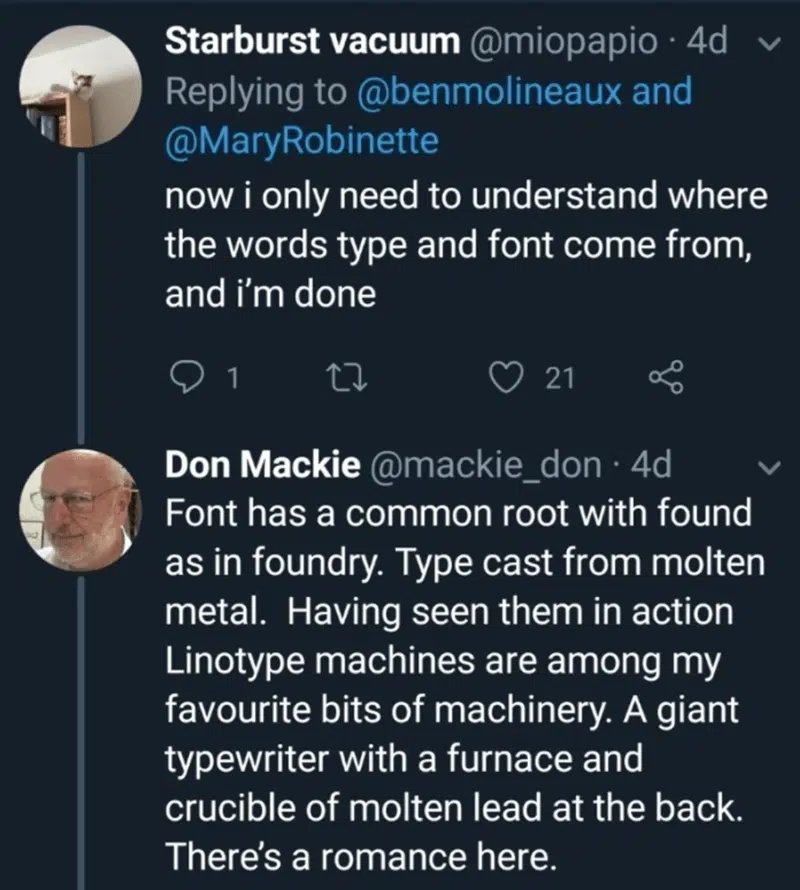 Starburst vacuum @miopapio · 4d
Replying to @benmolineaux and
@MaryRobinette
now i only need to understand where
the words type and font come from,
and i’m done
1 21
Don Mackie @mackie_don · 4d
Font has a common root with found
as in foundry. Type cast from molten
metal.  Having seen them in action
Linotype machines are among my
favourite bits of machinery. A giant
typewriter with a furnace and
crucible of molten lead at the back.
There’s a romance here.